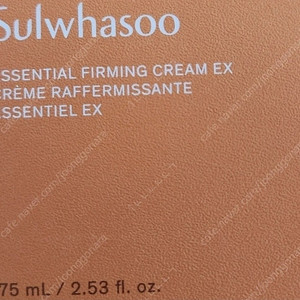 Sulwhasoo
ESSENTIAL FIRMING CREAM EX
CRÈME RAFFERMISSANTE
ESSENTIEL EX
75 mL / 2.53 fl. oz.